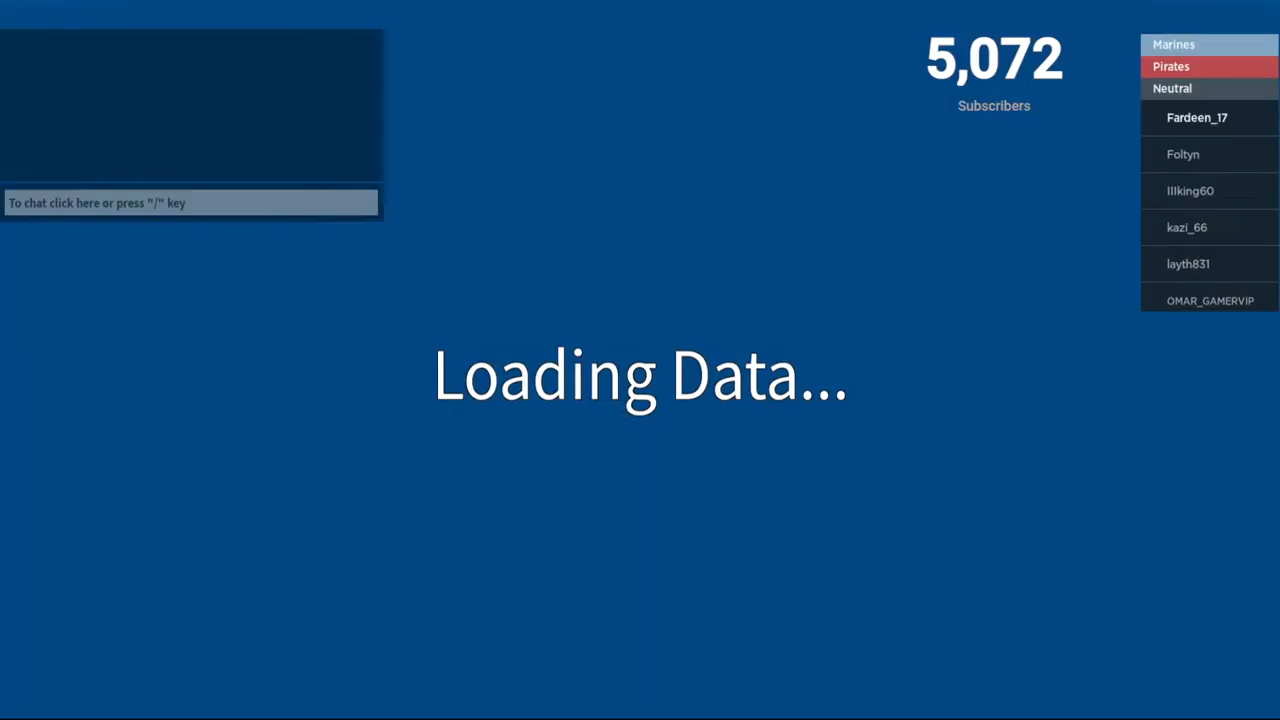 5,072
Subscribers
Marines
Pirates
Neutral
Fardeen_17
Foltyn
IIIking60
kazi_66
layth831
OMAR_GAMERVIP
To chat click here or press "/" key
Loading Data...